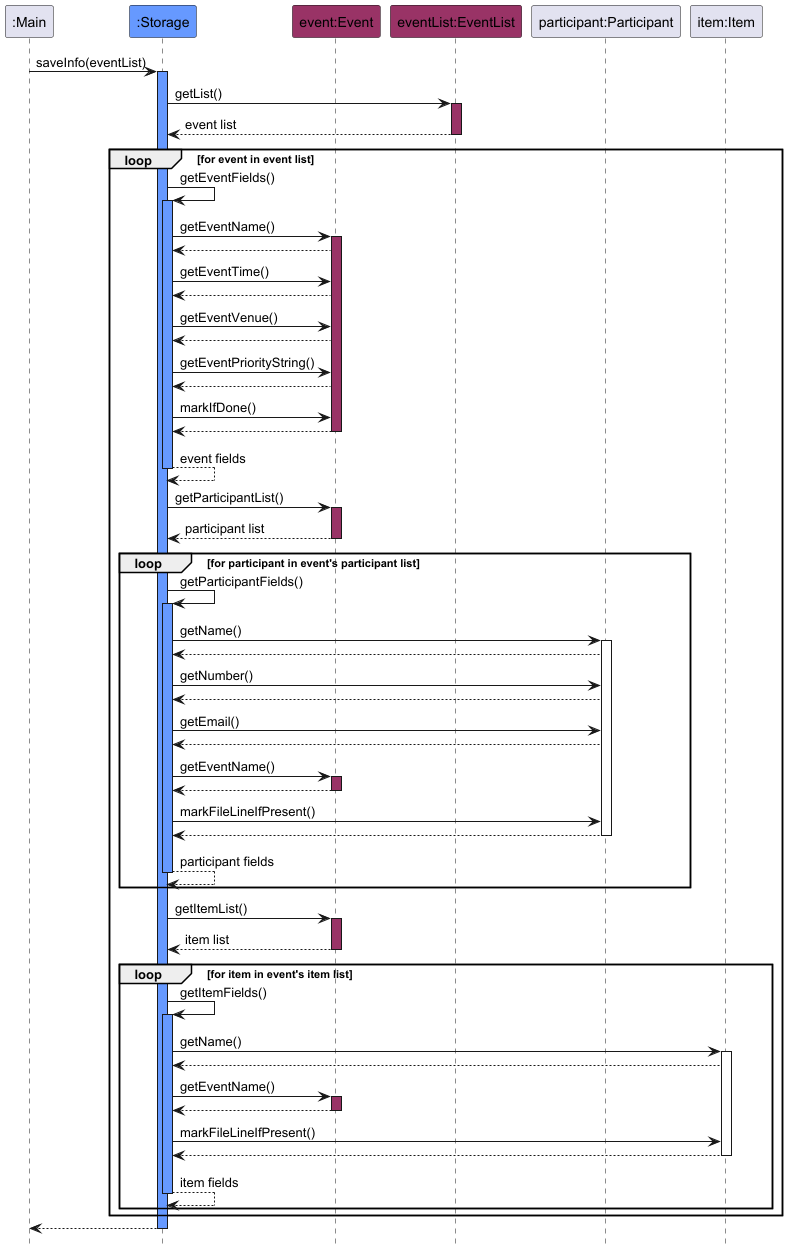 :Main
:Storage
event:Event
eventList:EventList
participant:Participant
item:Item
saveInfo(eventList)
getList()
event list
loop
[for event in event list]
getEventFields()
getEventName()
getEventTime()
getEventVenue()
getEventPriorityString()
markIfDone()
event fields
getParticipantList()
participant list
loop
[for participant in event's participant list]
getParticipantFields()
getName()
getNumber()
getEmail()
getEventName()
markFileLineIfPresent()
participant fields
getItemList()
item list
loop
[for item in event's item list]
getItemFields()
getName()
getEventName()
markFileLineIfPresent()
item fields